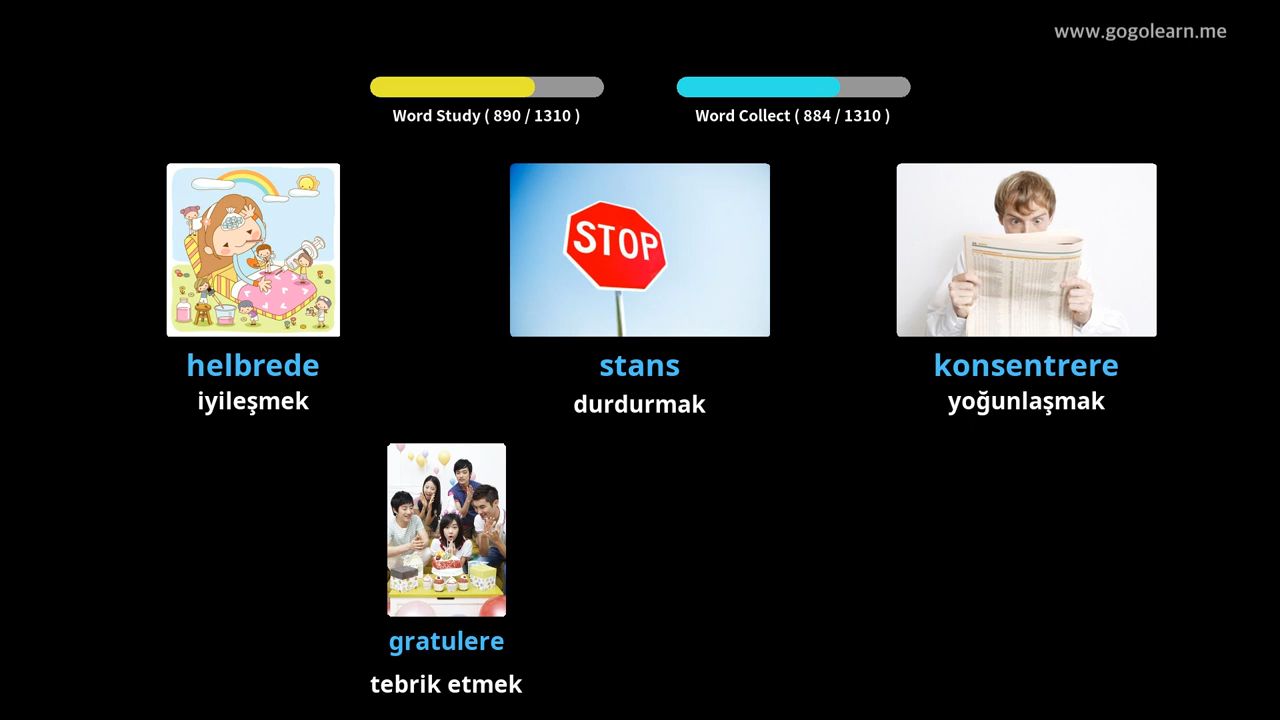 www.gogolearn.me
Word Study ( 890 / 1310 )
Word Collect ( 884 / 1310 )
STOP
helbrede
iyileşmek
stans
durdurmak
konsentrere
yoğunlaşmak
gratulere
tebrik etmek